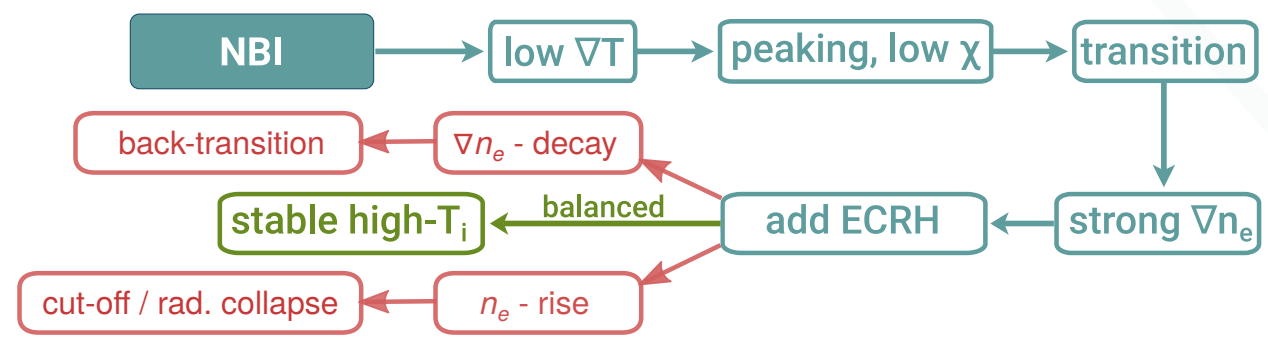 NBI
low ∇T
peaking, low χ
transition
back-transition
∇nₑ - decay
stable high-Tᵢ
balanced
add ECRH
strong ∇nₑ
cut-off / rad. collapse
nₑ - rise